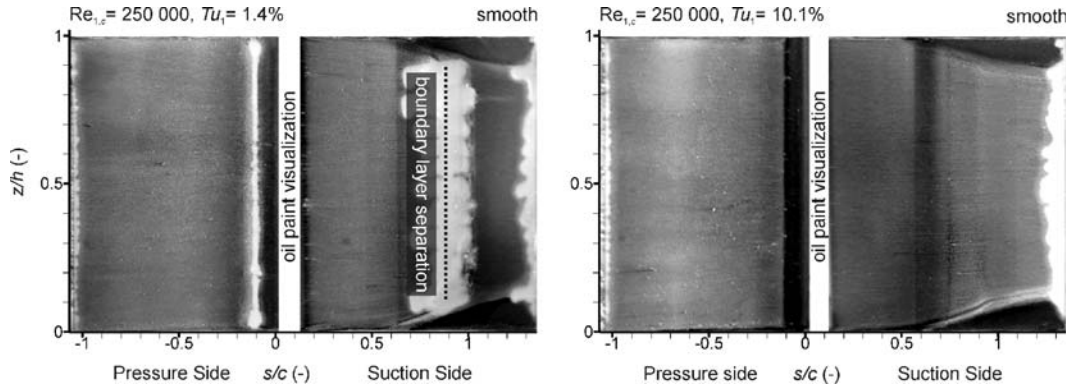 Re1,c = 250 000, Tu1 = 1.4%
smooth
1
z/h (-)
0.5
0
oil paint visualization
boundary layer separation
-1
-0.5
0
0.5
1
Pressure Side
s/c (-)
Suction Side
Re1,c = 250 000, Tu1 = 10.1%
smooth
1
0.5
0
oil paint visualization
-1
-0.5
0
0.5
1
Pressure side
s/c (-)
Suction Side